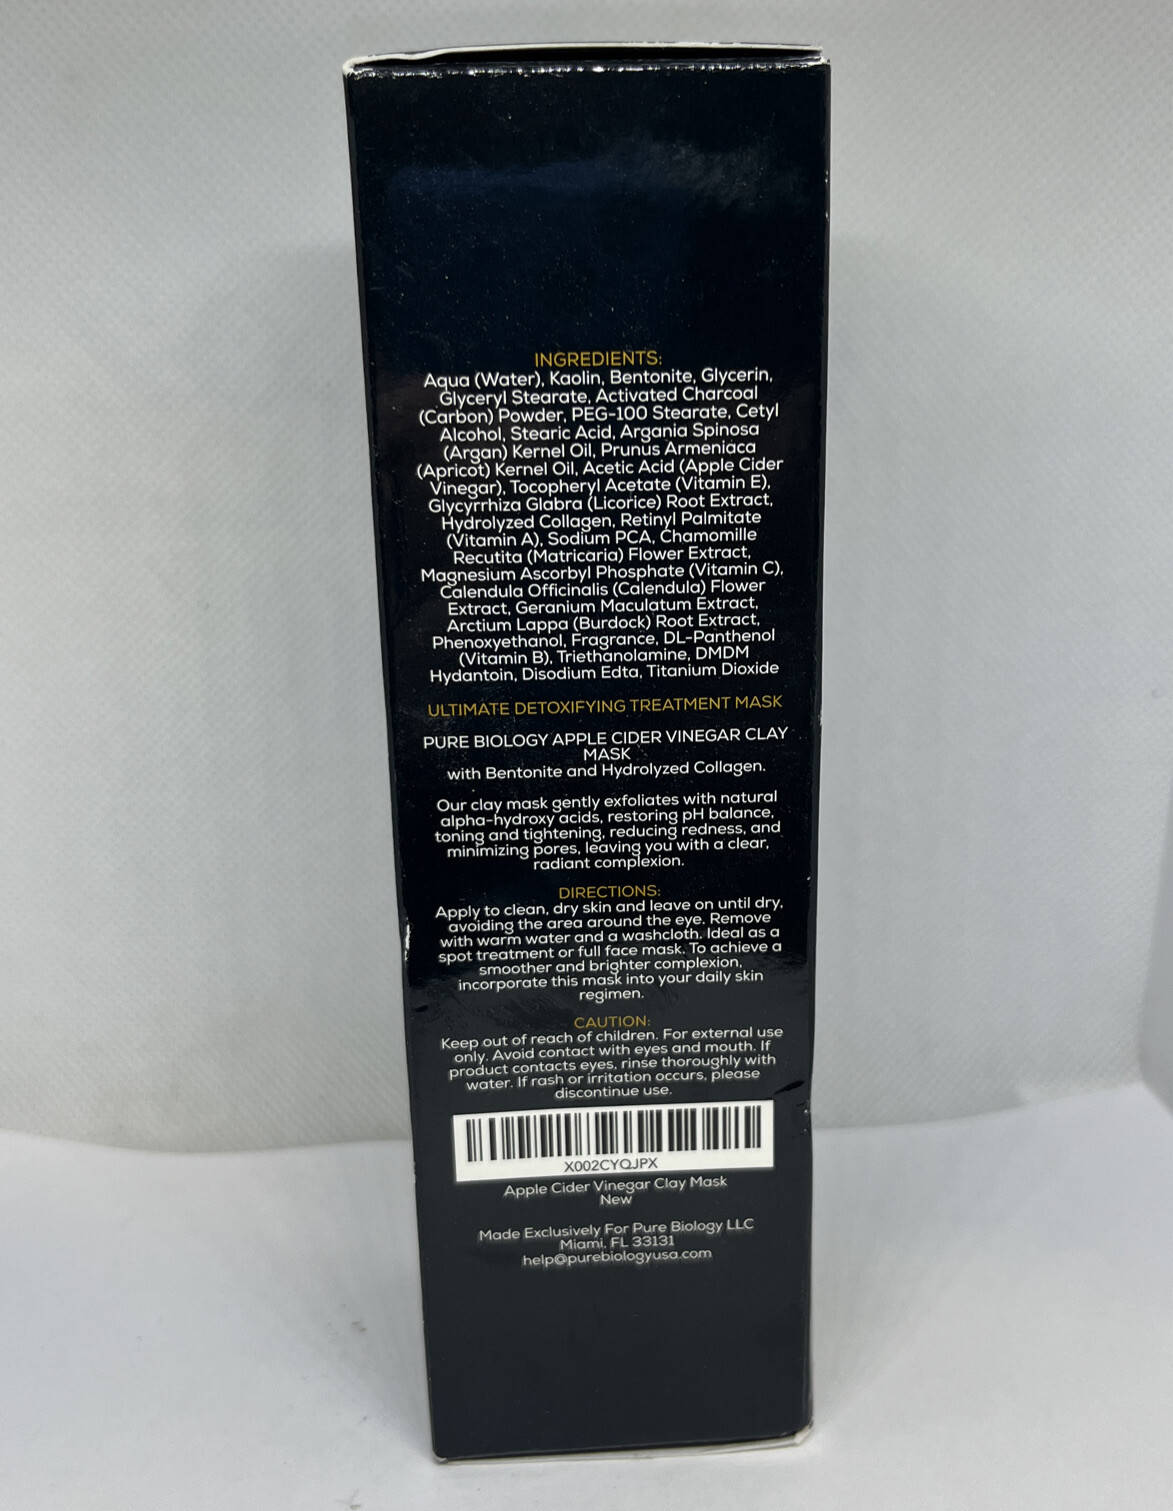 INGREDIENTS:
Aqua (Water), Kaolin, Bentonite, Glycerin,
Glyceryl Stearate, Activated Charcoal
(Carbon) Powder, PEG-100 Stearate, Cetyl
Alcohol, Stearic Acid, Argania Spinosa
(Argan) Kernel Oil, Prunus Armeniaca
(Apricot) Kernel Oil, Acetic Acid (Apple Cider
Vinegar), Tocopheryl Acetate (Vitamin E),
Glycyrrhiza Glabra (Licorice) Root Extract,
Hydrolyzed Collagen, Retinyl Palmitate
(Vitamin A), Sodium PCA, Chamomille
Recutita (Matricaria) Flower Extract,
Magnesium Ascorbyl Phosphate (Vitamin C),
Calendula Officinalis (Calendula) Flower
Extract, Geranium Maculatum Extract,
Arctium Lappa (Burdock) Root Extract,
Phenoxyethanol, Fragrance, DL-Panthenol
(Vitamin B), Triethanolamine, DMDM
Hydantoin, Disodium Edta, Titanium Dioxide
ULTIMATE DETOXIFYING TREATMENT MASK
PURE BIOLOGY APPLE CIDER VINEGAR CLAY
MASK
with Bentonite and Hydrolyzed Collagen.
Our clay mask gently exfoliates with natural
alpha-hydroxy acids, restoring pH balance,
toning and tightening, reducing redness, and
minimizing pores, leaving you with a clear,
radiant complexion.
DIRECTIONS:
Apply to clean, dry skin and leave on until dry,
avoiding the area around the eye. Remove
with warm water and a washcloth. Ideal as a
spot treatment or full face mask. To achieve a
smoother and brighter complexion,
incorporate this mask into your daily skin
regimen.
CAUTION:
Keep out of reach of children. For external use
only. Avoid contact with eyes and mouth. If
product contacts eyes, rinse thoroughly with
water. If rash or irritation occurs, please
discontinue use.
X002CYQJPX
Apple Cider Vinegar Clay Mask
New
Made Exclusively For Pure Biology LLC
Miami, FL 33131
help@purebiologyusa.com